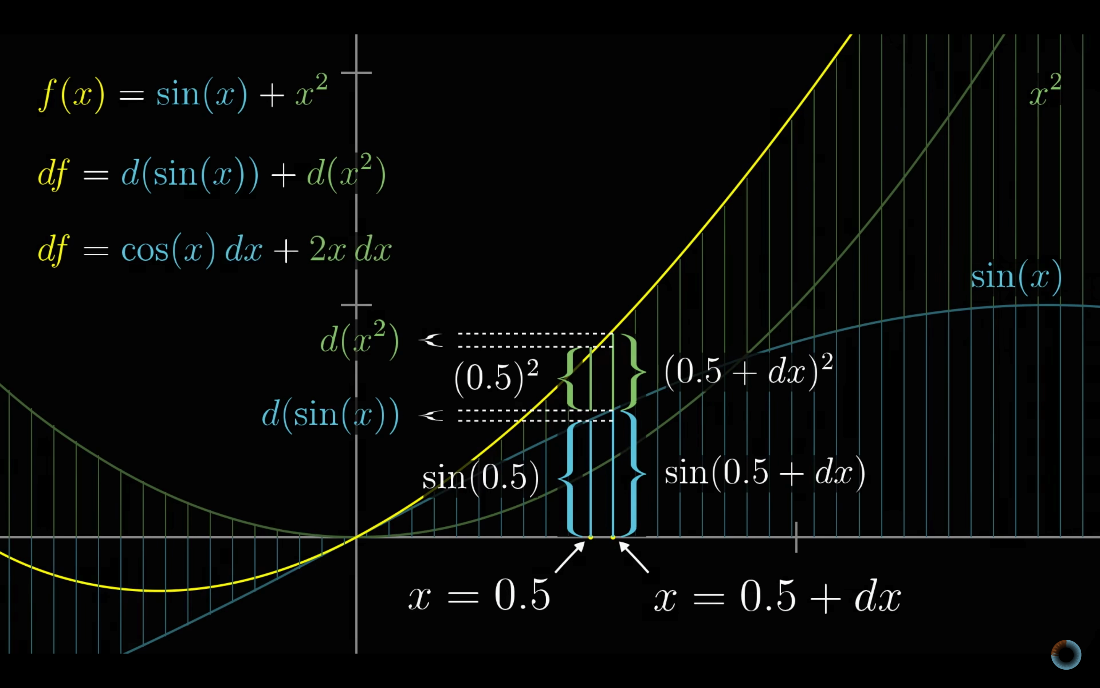 f(x) = sin(x) + x²
x²
df = d(sin(x)) + d(x²)
df = cos(x) dx + 2x dx
sin(x)
d(x²)
(0.5)²
(0.5 + dx)²
d(sin(x))
sin(0.5)
sin(0.5 + dx)
x = 0.5
x = 0.5 + dx